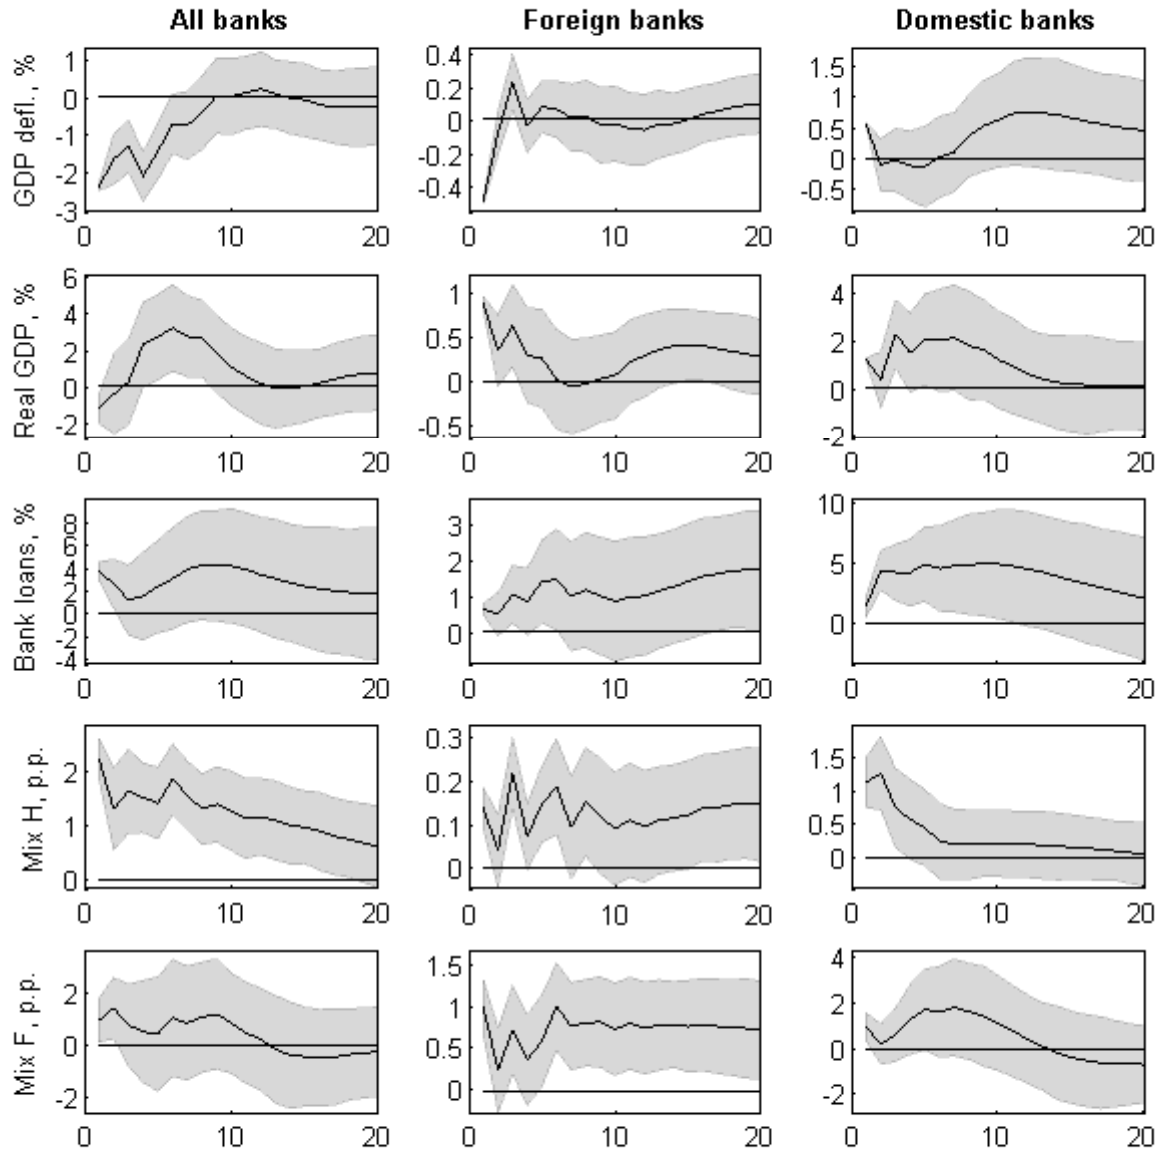 All banks Foreign banks Domestic banks
GDP defl., %
1 0 -1 -2 -3
0 10 20
0.4 0.2 0 -0.2 -0.4
0 10 20
1.5 1 0.5 0 -0.5
0 10 20
Real GDP, %
6 4 2 0 -2
0 10 20
1 0.5 0 -0.5
0 10 20
4 2 0 -2
0 10 20
Bank loans, %
8 6 4 2 0 -2 -4
0 10 20
3 2 1 0
0 10 20
10 5 0
0 10 20
Mix H, p.p.
2 1 0
0 10 20
0.3 0.2 0.1 0
0 10 20
1.5 1 0.5 0
0 10 20
Mix F, p.p.
2 0 -2
0 10 20
1.5 1 0.5 0
0 10 20
4 2 0 -2
0 10 20